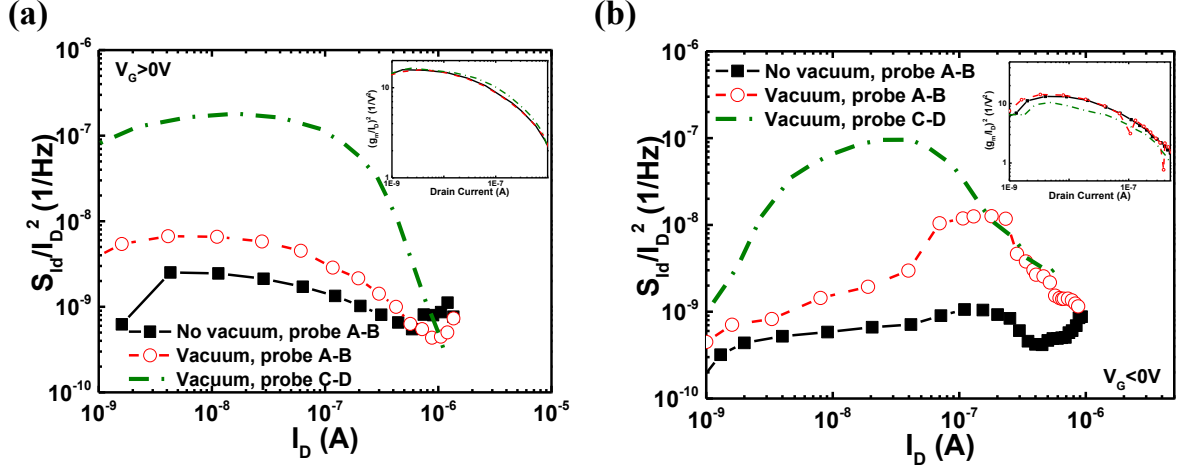 (a)
S_Id/I_D^2 (1/Hz)
10^-6
10^-7
10^-8
10^-9
10^-10
V_G>0V
(g_m/I_D)^2 (1/V^2)
10
1
1E-9
1E-7
Drain Current (A)
No vacuum, probe A-B
Vacuum, probe A-B
Vacuum, probe C-D
10^-9
10^-8
10^-7
10^-6
10^-5
I_D (A)
(b)
S_Id/I_D^2 (1/Hz)
10^-6
10^-7
10^-8
10^-9
10^-10
No vacuum, probe A-B
Vacuum, probe A-B
Vacuum, probe C-D
(g_m/I_D)^2 (1/V^2)
10
1
1E-9
1E-7
Drain Current (A)
V_G<0V
10^-9
10^-8
10^-7
10^-6
I_D (A)